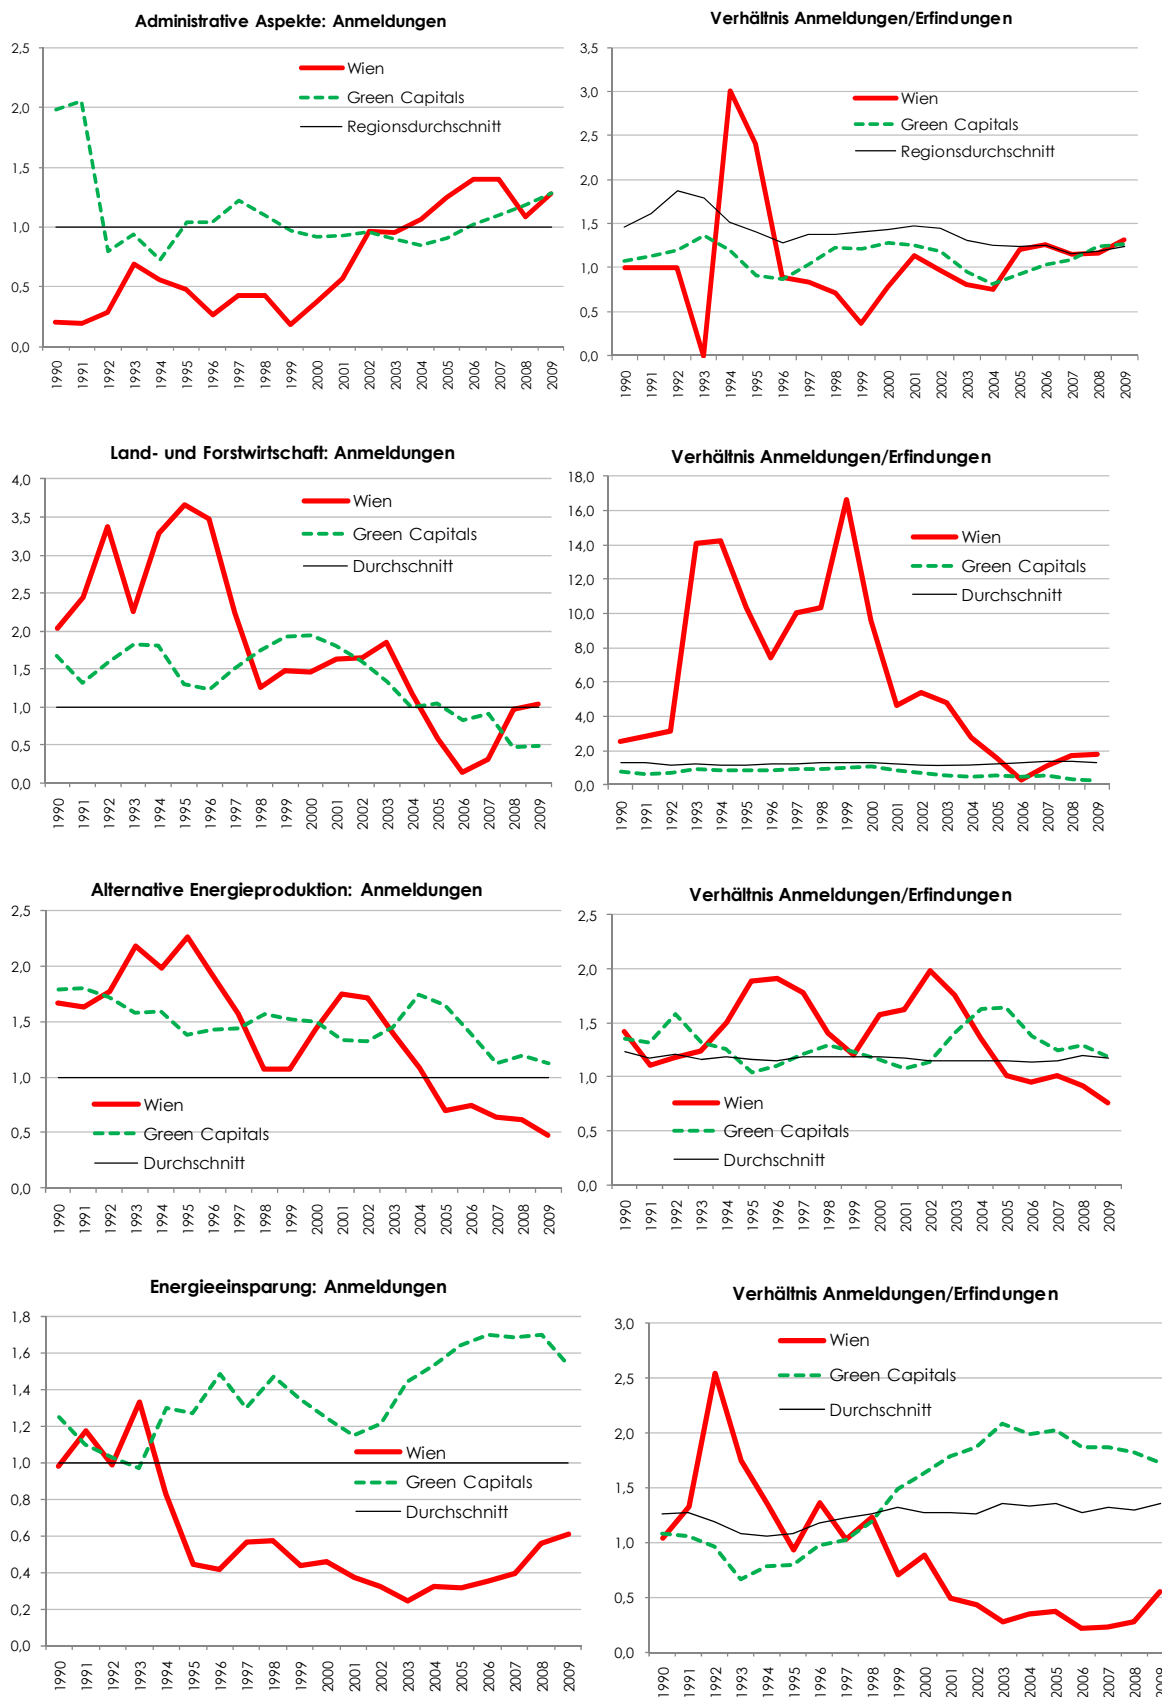 Administrative Aspekte: Anmeldungen
2,5
2,0
1,5
1,0
0,5
0,0
Wien
Green Capitals
Regionsdurchschnitt
1990 1991 1992 1993 1994 1995 1996 1997 1998 1999 2000 2001 2002 2003 2004 2005 2006 2007 2008 2009
Verhältnis Anmeldungen/Erfindungen
3,5
3,0
2,5
2,0
1,5
1,0
0,5
0,0
Wien
Green Capitals
Regionsdurchschnitt
1990 1991 1992 1993 1994 1995 1996 1997 1998 1999 2000 2001 2002 2003 2004 2005 2006 2007 2008 2009
Land- und Forstwirtschaft: Anmeldungen
4,0
3,5
3,0
2,5
2,0
1,5
1,0
0,5
0,0
Wien
Green Capitals
Durchschnitt
1990 1991 1992 1993 1994 1995 1996 1997 1998 1999 2000 2001 2002 2003 2004 2005 2006 2007 2008 2009
Verhältnis Anmeldungen/Erfindungen
18,0
16,0
14,0
12,0
10,0
8,0
6,0
4,0
2,0
0,0
Wien
Green Capitals
Durchschnitt
1990 1991 1992 1993 1994 1995 1996 1997 1998 1999 2000 2001 2002 2003 2004 2005 2006 2007 2008 2009
Alternative Energieproduktion: Anmeldungen
2,5
2,0
1,5
1,0
0,5
0,0
Wien
Green Capitals
Durchschnitt
1990 1991 1992 1993 1994 1995 1996 1997 1998 1999 2000 2001 2002 2003 2004 2005 2006 2007 2008 2009
Verhältnis Anmeldungen/Erfindungen
2,5
2,0
1,5
1,0
0,5
0,0
Wien
Green Capitals
Durchschnitt
1990 1991 1992 1993 1994 1995 1996 1997 1998 1999 2000 2001 2002 2003 2004 2005 2006 2007 2008 2009
Energieeinsparung: Anmeldungen
1,8
1,6
1,4
1,2
1,0
0,8
0,6
0,4
0,2
0,0
Wien
Green Capitals
Durchschnitt
1990 1991 1992 1993 1994 1995 1996 1997 1998 1999 2000 2001 2002 2003 2004 2005 2006 2007 2008 2009
Verhältnis Anmeldungen/Erfindungen
3,0
2,5
2,0
1,5
1,0
0,5
0,0
Wien
Green Capitals
Durchschnitt
1990 1991 1992 1993 1994 1995 1996 1997 1998 1999 2000 2001 2002 2003 2004 2005 2006 2007 2008 2009